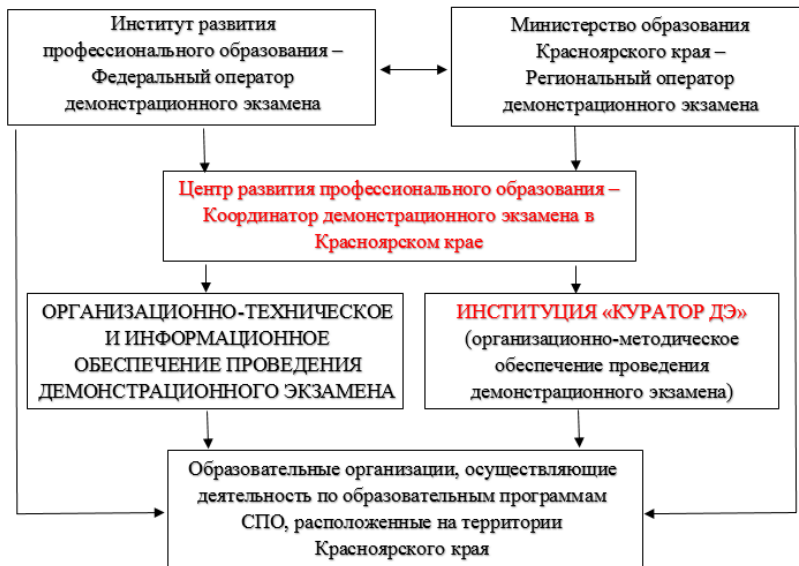 Институт развития
профессионального образования –
Федеральный оператор
демонстрационного экзамена
Министерство образования
Красноярского края –
Региональный оператор
демонстрационного экзамена
Центр развития профессионального образования –
Координатор демонстрационного экзамена в
Красноярском крае
ОРГАНИЗАЦИОННО-ТЕХНИЧЕСКОЕ
И ИНФОРМАЦИОННОЕ
ОБЕСПЕЧЕНИЕ ПРОВЕДЕНИЯ
ДЕМОНСТРАЦИОННОГО ЭКЗАМЕНА
ИНСТИТУЦИЯ «КУРАТОР ДЭ»
(организационно-методическое
обеспечение проведения
демонстрационного экзамена)
Образовательные организации, осуществляющие
деятельность по образовательным программам
СПО, расположенные на территории
Красноярского края